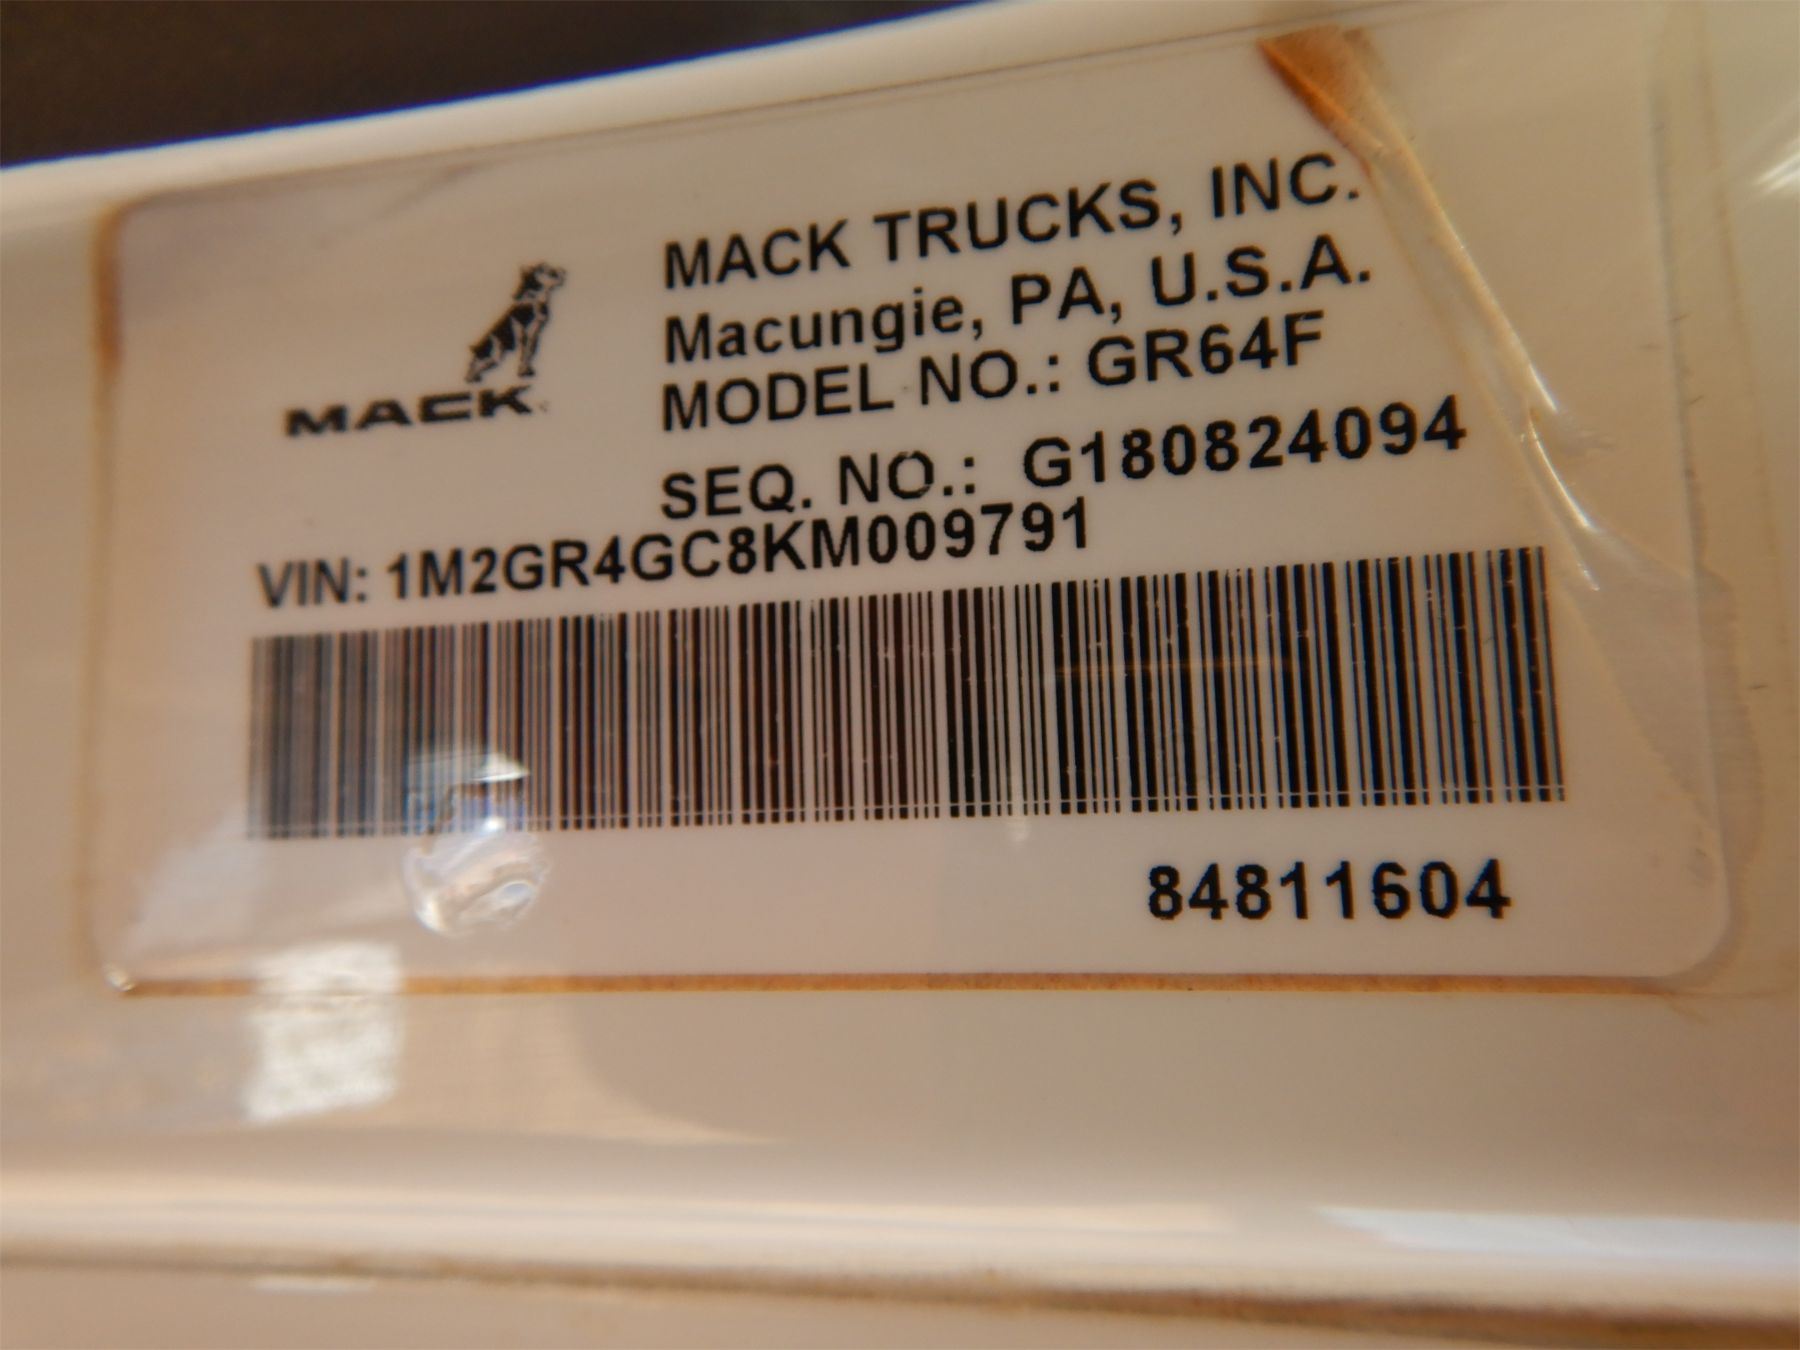 MACK TRUCKS, INC.
Macungie, PA, U.S.A.
MACK
MODEL NO.: GR64F
SEQ. NO.: G180824094
VIN: 1M2GR4GC8KM009791
84811604